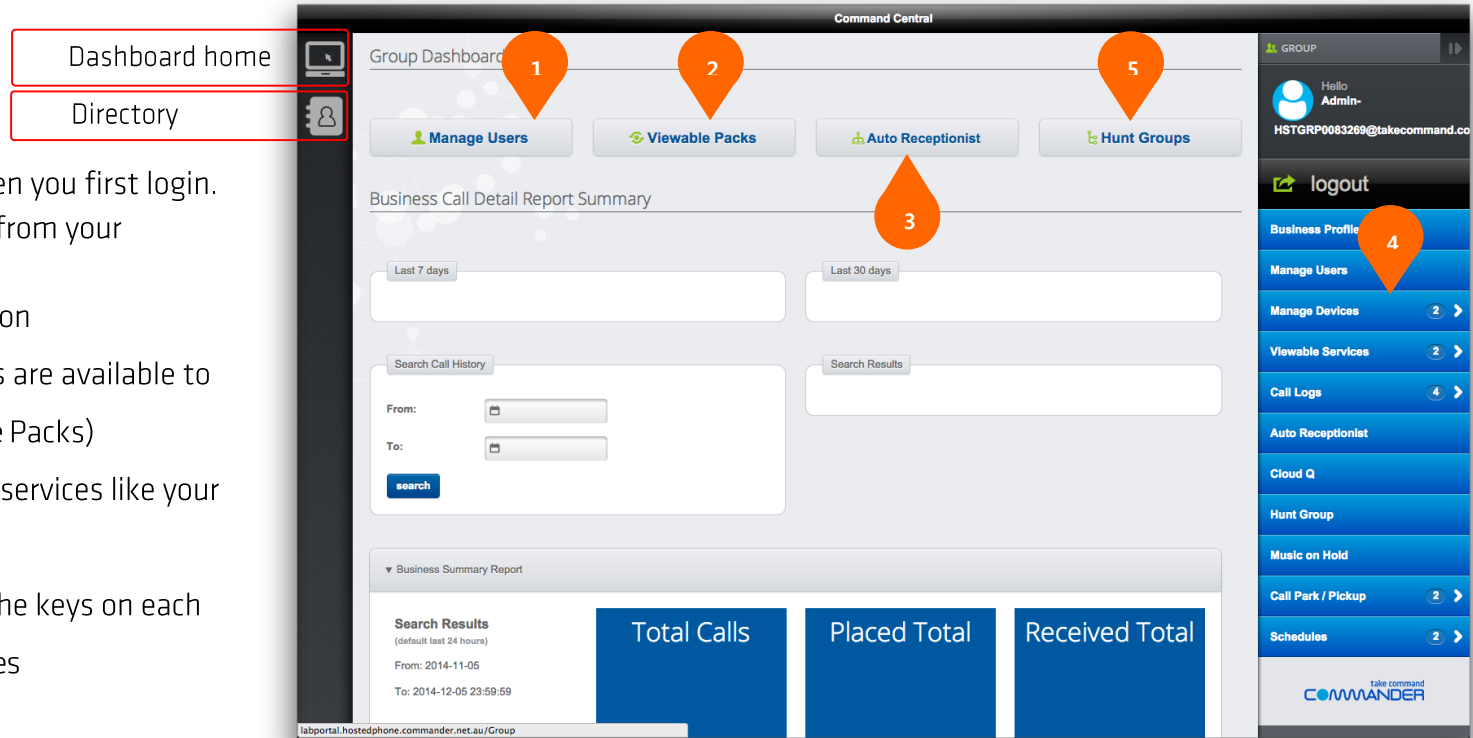 Command Central
Dashboard home
Directory
en you first login.
from your
on
s are available to
e Packs)
services like your
he keys on each
es
Group Dashboard
1
2
5
Manage Users
Viewable Packs
Auto Receptionist
Hunt Groups
3
Business Call Detail Report Summary
Last 7 days
Last 30 days
Search Call History
Search Results
From:
To:
search
▼ Business Summary Report
Search Results
(default last 24 hours)
From: 2014-11-05
To: 2014-12-05 23:59:59
Total Calls
Placed Total
Received Total
labportal.hostedphone.commander.net.au/Group
GROUP
Hello
Admin-
HSTGRP0083269@takecommand.co
logout
Business Profile
4
Manage Users
Manage Devices 2
Viewable Services 2
Call Logs 4
Auto Receptionist
Cloud Q
Hunt Group
Music on Hold
Call Park / Pickup 2
Schedules 2
take command
COMMANDER